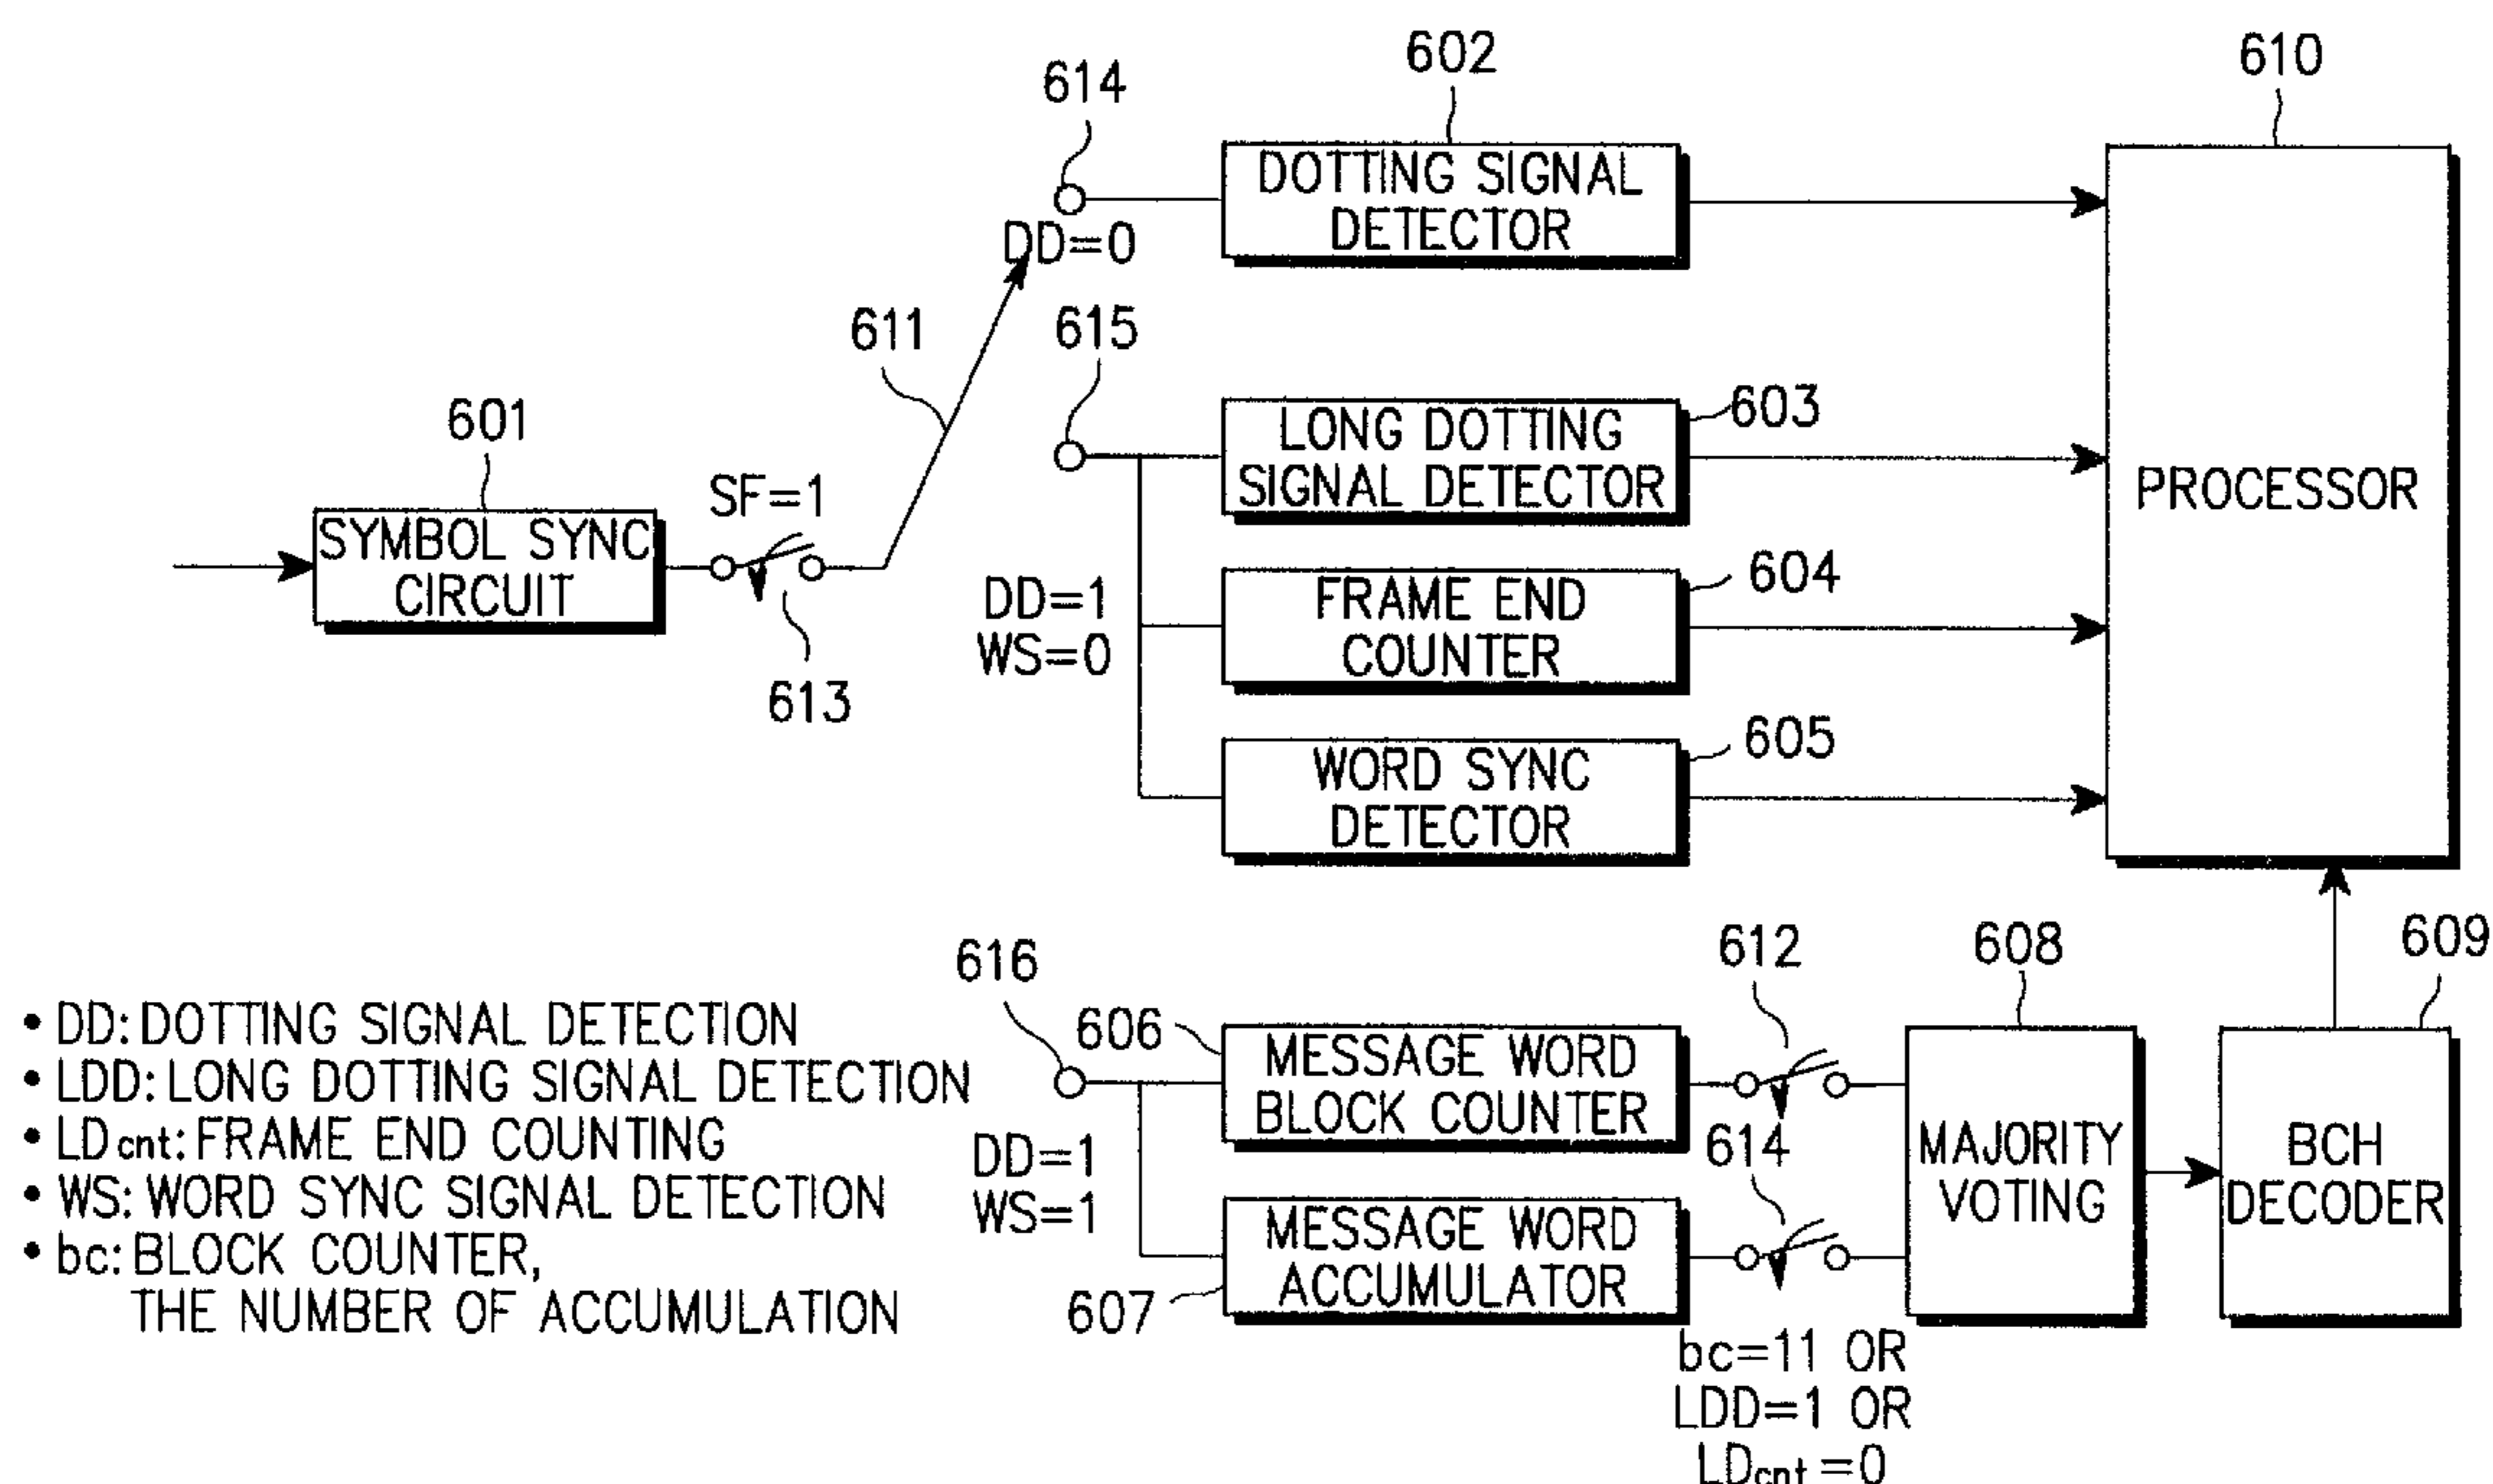 602
610
614
DOTTING SIGNAL
DETECTOR
DD=0
611
615
603
LONG DOTTING
SIGNAL DETECTOR
601
SF=1
PROCESSOR
SYMBOL SYNC
CIRCUIT
604
DD=1
WS=0
FRAME END
COUNTER
613
605
WORD SYNC
DETECTOR
616
612
608
609
606
• DD: DOTTING SIGNAL DETECTION
• LDD: LONG DOTTING SIGNAL DETECTION
• LDcnt: FRAME END COUNTING
• WS: WORD SYNC SIGNAL DETECTION
• bc: BLOCK COUNTER,
THE NUMBER OF ACCUMULATION
MESSAGE WORD
BLOCK COUNTER
DD=1
WS=1
614
MAJORITY
VOTING
BCH
DECODER
MESSAGE WORD
ACCUMULATOR
607
bc=11 OR
LDD=1 OR
LDcnt=0